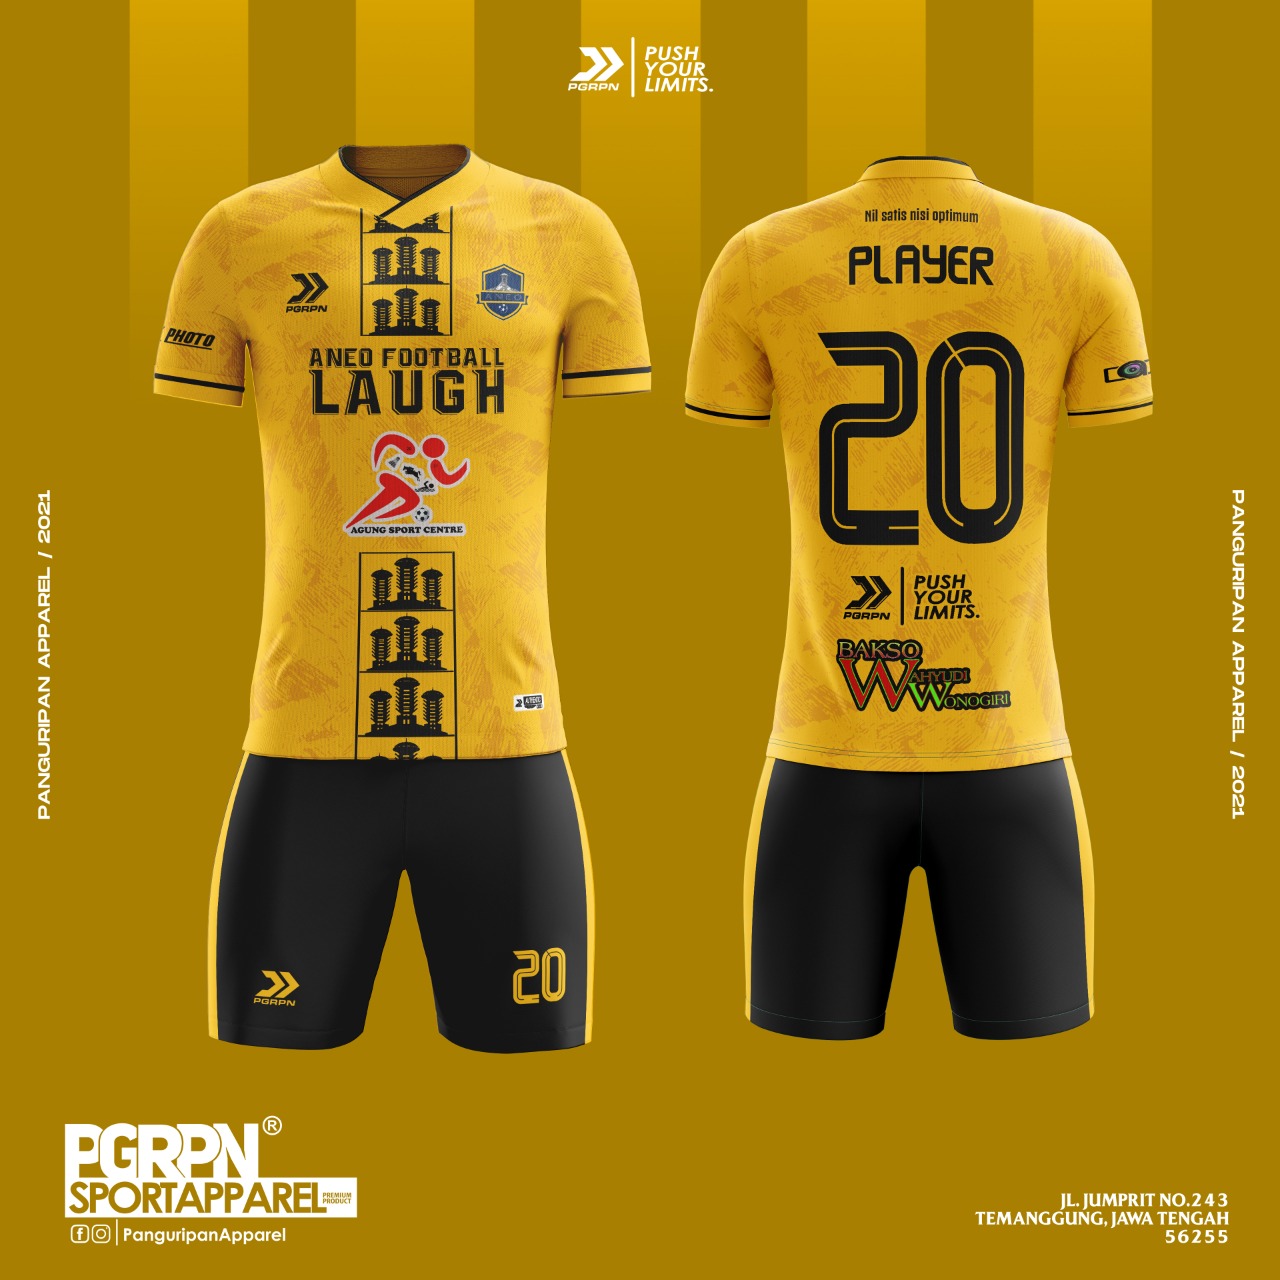 PGRPN
PUSH
YOUR
LIMITS.
PANGURIPAN APPAREL / 2021
PGRPN
ANEO
PHOTO
ANEO FOOTBALL
LAUGH
AGUNG SPORT CENTRE
PGRPN
20
Nil satis nisi optimum
PLAYER
20
PGRPN
PUSH
YOUR
LIMITS.
BAKSO
WAHYUDI
WONOGIRI
PANGURIPAN APPAREL / 2021
PGRPN®
SPORTAPPAREL
PREMIUM
PRODUCT
PanguripanApparel
JL. JUMPRIT NO.243
TEMANGGUNG, JAWA TENGAH
56255